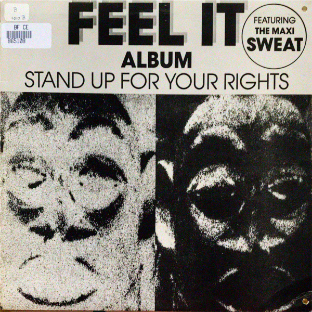 FEEL IT
FEATURING
THE MAXI
SWEAT
ALBUM
STAND UP FOR YOUR RIGHTS